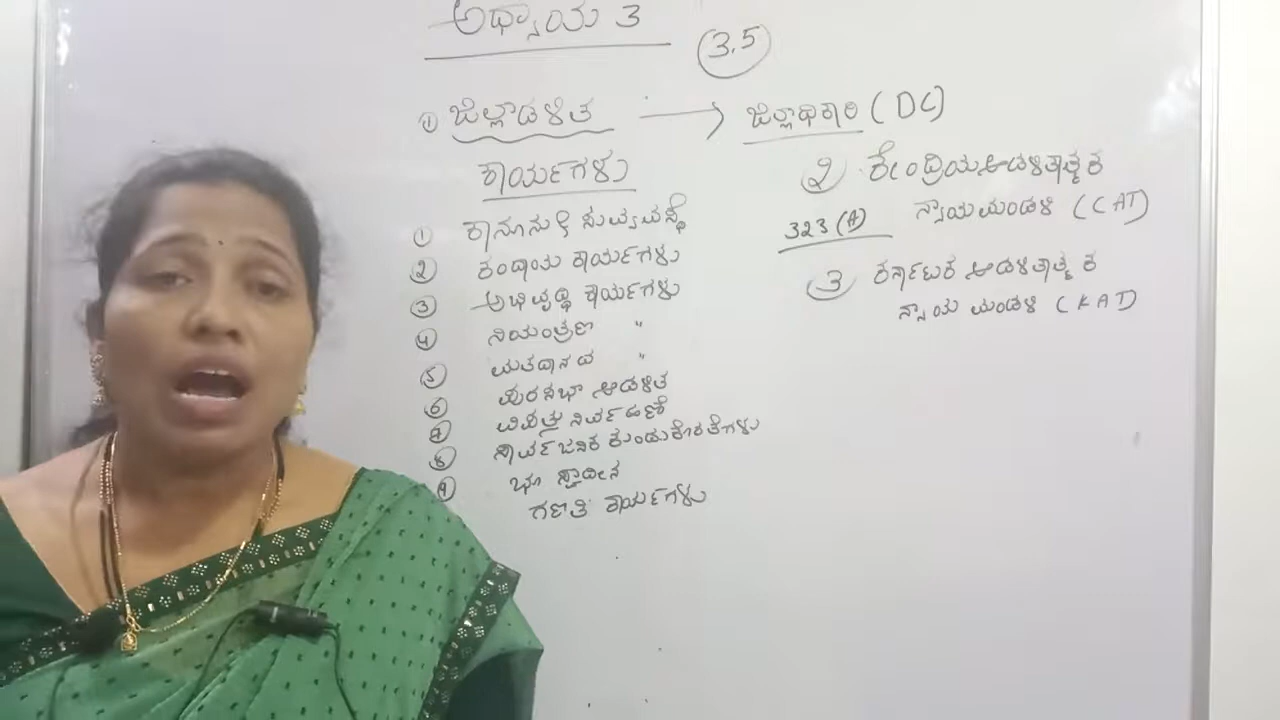 ಅಧ್ಯಾಯ 3
3.5
① ಜಿಲ್ಲಾಡಳಿತ → ಜಿಲ್ಲಾಧಿಕಾರಿ (DC)
ಕಾರ್ಯಗಳು
① ಕಾನೂನು & ಸುವ್ಯವಸ್ಥೆ
② ಕಂದಾಯ ಕಾರ್ಯಗಳು
③ ಅಭಿವೃದ್ಧಿ ಕಾರ್ಯಗಳು
④ ನಿಯಂತ್ರಣ "
⑤ ಮತದಾನದ "
⑥ ಪುರಸಭಾ ಆಡಳಿತ
⑦ ವಿಪತ್ತು ನಿರ್ವಹಣೆ
⑧ ಸಾರ್ವಜನಿಕ ಕುಂದುಕೊರತೆಗಳು
⑨ ಭೂ ಸ್ವಾದೀನ
ಗಣತಿ ಕಾರ್ಯಗಳು
② ಕೇಂದ್ರಿಯ ಆಡಳಿತಾತ್ಮಕ
323 (A) ನ್ಯಾಯಮಂಡಳಿ (CAT)
③ ಕರ್ನಾಟಕ ಆಡಳಿತಾತ್ಮಕ
ನ್ಯಾಯ ಮಂಡಳಿ (KAT)